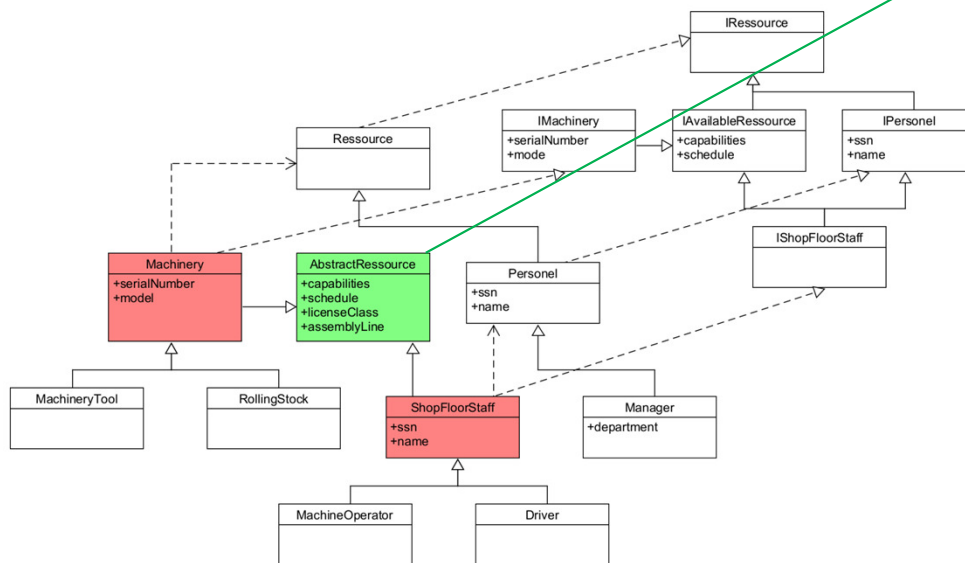 IRessource
IMachinery
+serialNumber
+mode
IAvailableRessource
+capabilities
+schedule
IPersonel
+ssn
+name
Ressource
IShopFloorStaff
Machinery
+serialNumber
+model
AbstractRessource
+capabilities
+schedule
+licenseClass
+assemblyLine
Personel
+ssn
+name
MachineryTool
RollingStock
ShopFloorStaff
+ssn
+name
Manager
+department
MachineOperator
Driver